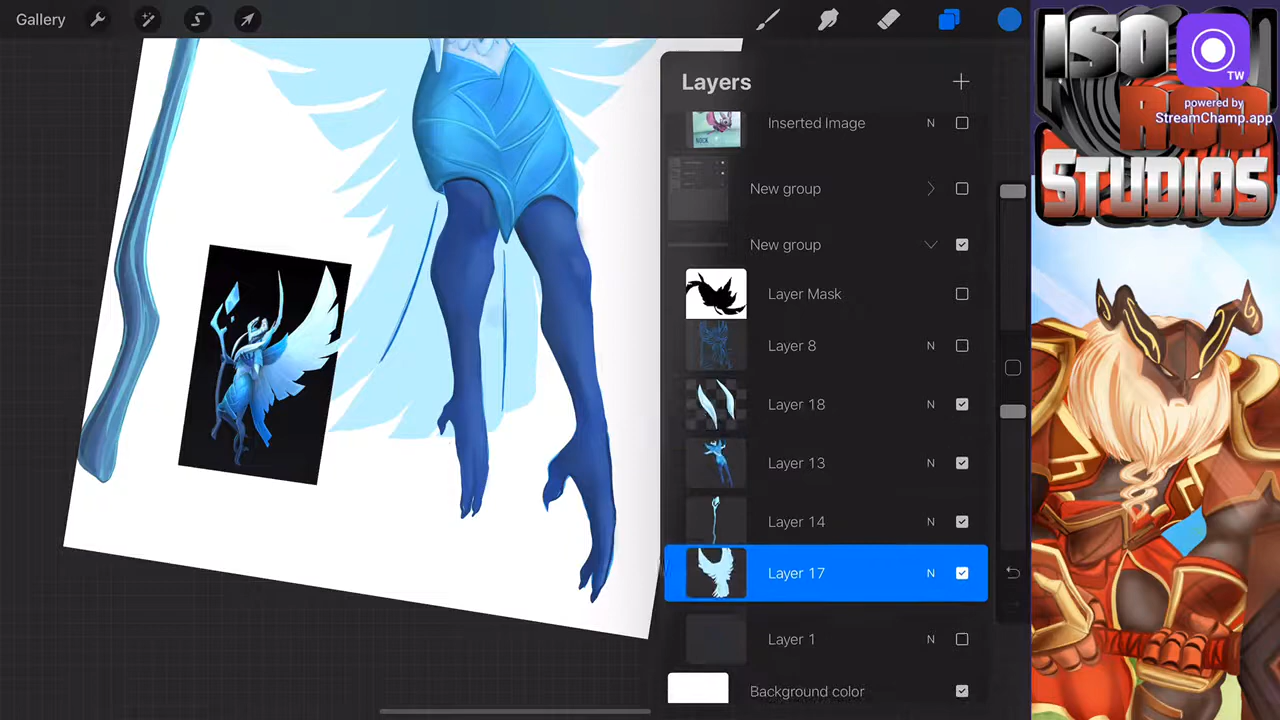 Gallery
Layers
Inserted Image
N
New group
New group
Layer Mask
Layer 8
N
Layer 18
N
Layer 13
N
Layer 14
N
Layer 17
N
Layer 1
N
Background color
ISO
ROD
STUDIOS
TW
powered by
StreamChamp.app